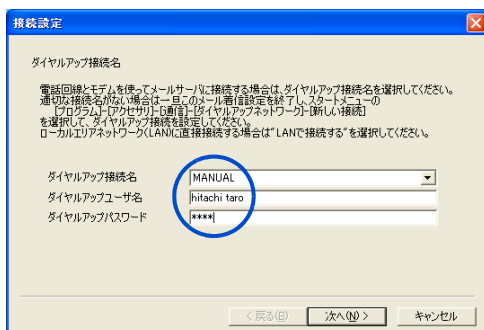 接続設定
ダイヤルアップ接続名
電話回線とモデムを使ってメールサーバに接続する場合は、ダイヤルアップ接続名を選択してください。
適切な接続名がない場合は一旦このメール着信設定を終了し、スタートメニューの
[プログラム]-[アクセサリ]-[通信]-[ダイヤルアップネットワーク]-[新しい接続]
を選択して、ダイヤルアップ接続を設定してください。
ローカルエリアネットワーク(LAN)に直接接続する場合は"LANで接続する"を選択してください。
ダイヤルアップ接続名 MANUAL
ダイヤルアップユーザ名 hitachi taro
ダイヤルアップパスワード ****
< 戻る(B) 次へ(N) > キャンセル